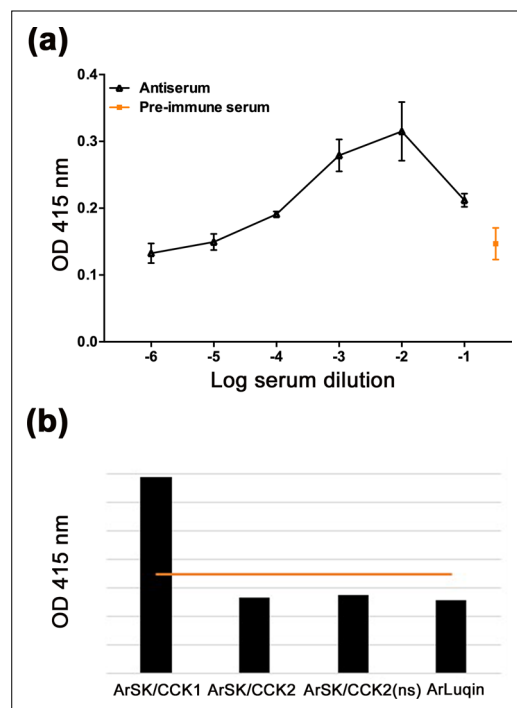 (a)
Antiserum
Pre-immune serum
OD 415 nm
0.4
0.3
0.2
0.1
0.0
-6 -5 -4 -3 -2 -1
Log serum dilution
(b)
OD 415 nm
ArSK/CCK1 ArSK/CCK2 ArSK/CCK2(ns) ArLuqin